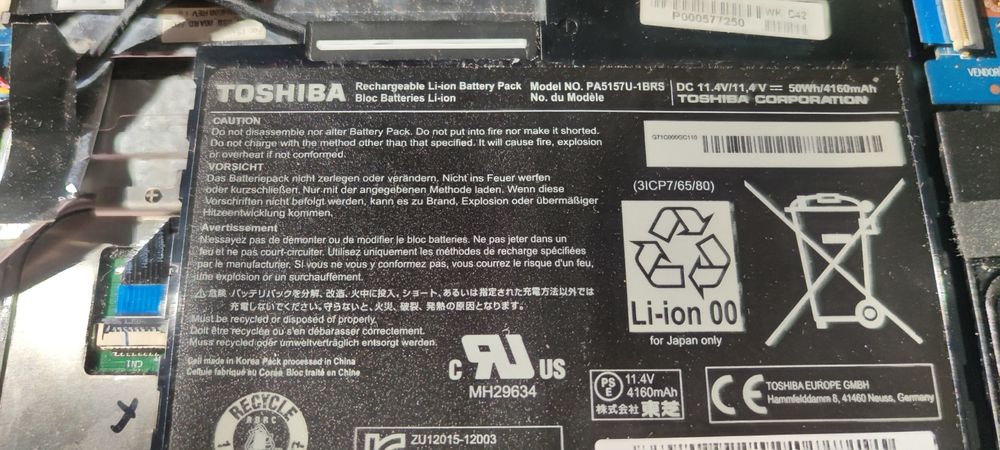 P000577250
WK C42
VENDOR
TOSHIBA
Rechargeable Li-ion Battery Pack
Bloc Batteries Li-ion
Model NO. PA5157U-1BRS
No. du Modèle
DC 11.4V/11,4 V ⎓ 50Wh/4160mAh
TOSHIBA CORPORATION
CAUTION
Do not disassemble nor alter Battery Pack. Do not put into fire nor make it shorted.
Do not charge with the method other than that specified. It will cause fire, explosion
or overheat if not conformed.
VORSICHT
Das Batteriepack nicht zerlegen oder verändern. Nicht ins Feuer werfen
oder kurzschließen. Nur mit der angegebenen Methode laden. Wenn diese
Vorschriften nicht befolgt werden, kann es zu Brand, Explosion oder übermäßiger
Hitzeentwicklung kommen.
Avertissement
N'essayez pas de démonter ou de modifier le bloc batteries. Ne pas jeter dans un
feu et ne pas court-circuiter. Utilisez uniquement les méthodes de recharge spécifiées
par le manufacturier. Si vous ne vous y conformez pas, vous courrez le risque d'un feu,
une explosion ou un surchauffement.
⚠危険 バッテリパックを分解、改造、火中に投入、ショート、あるいは指定された充電方法以外では
充電しないでください。守らないと火災、破裂、発熱の原因となります。
Must be recycled or disposed of properly.
Doit être recyclée ou s'en débarasser correctement.
Muss recycled oder umweltverträglich entsorgt werden.
Cell made in Korea Pack processed in China
Cellule fabriqué au Corée Bloc traité en Chine
GT1C000GC110
(3ICP7/65/80)
Li-ion 00
for Japan only
C RU US
MH29634
PS E 11.4V
4160mAh
株式会社 東芝
CE TOSHIBA EUROPE GMBH
Hammfelddamm 8, 41460 Neuss, Germany
RECYCLE
RBRC
ZU12015-12003
CN1